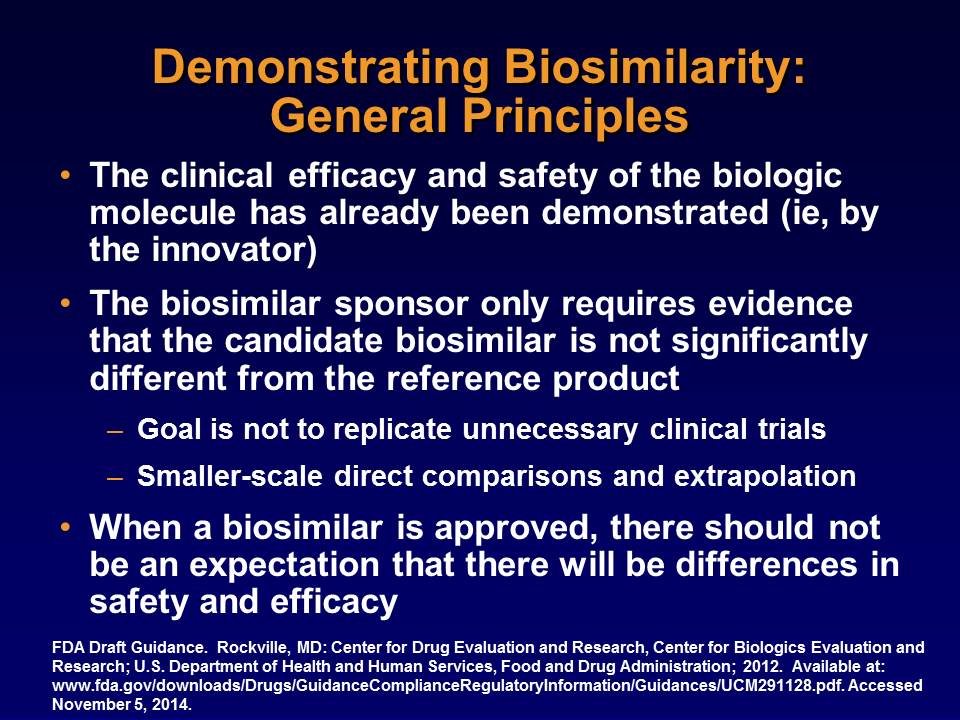 Demonstrating Biosimilarity:
General Principles
• The clinical efficacy and safety of the biologic
molecule has already been demonstrated (ie, by
the innovator)
• The biosimilar sponsor only requires evidence
that the candidate biosimilar is not significantly
different from the reference product
– Goal is not to replicate unnecessary clinical trials
– Smaller-scale direct comparisons and extrapolation
• When a biosimilar is approved, there should not
be an expectation that there will be differences in
safety and efficacy
FDA Draft Guidance. Rockville, MD: Center for Drug Evaluation and Research, Center for Biologics Evaluation and
Research; U.S. Department of Health and Human Services, Food and Drug Administration; 2012. Available at:
www.fda.gov/downloads/Drugs/GuidanceComplianceRegulatoryInformation/Guidances/UCM291128.pdf. Accessed
November 5, 2014.